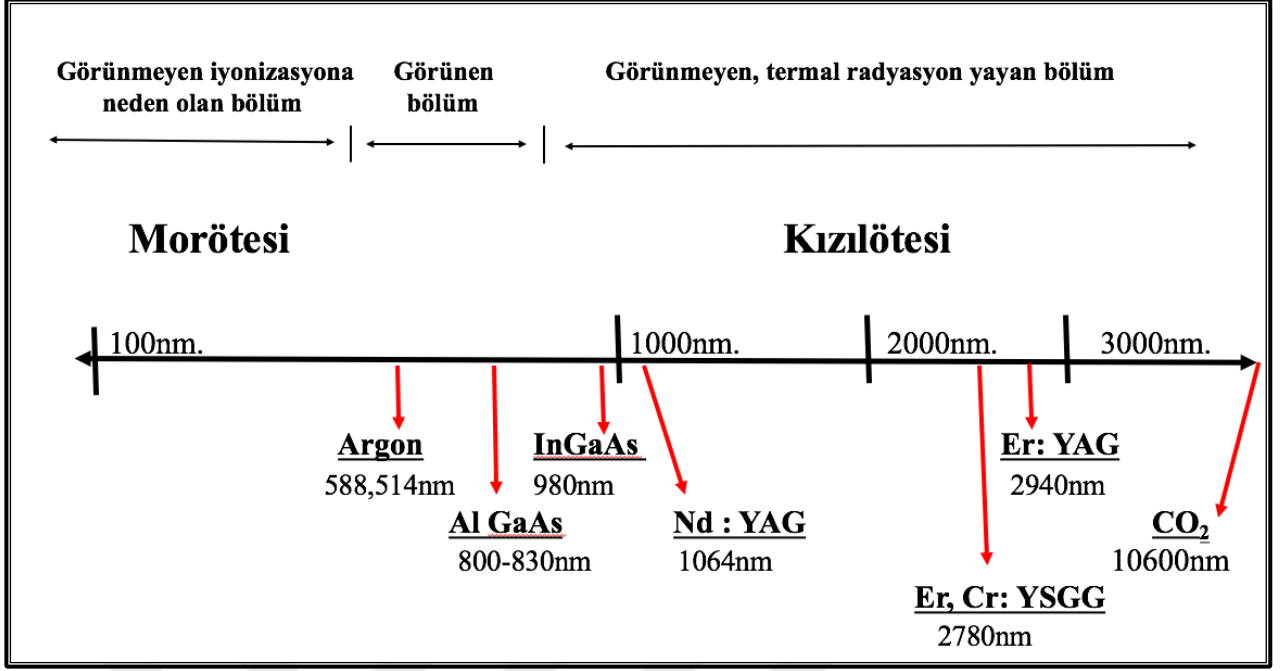 Görünmeyen iyonizasyona
neden olan bölüm
Görünen
bölüm
Görünmeyen, termal radyasyon yayan bölüm
Morötesi
Kızılötesi
100nm.
1000nm.
2000nm.
3000nm.
Argon
588,514nm
InGaAs
980nm
Er: YAG
2940nm
Al GaAs
800-830nm
Nd : YAG
1064nm
CO₂
10600nm
Er, Cr: YSGG
2780nm